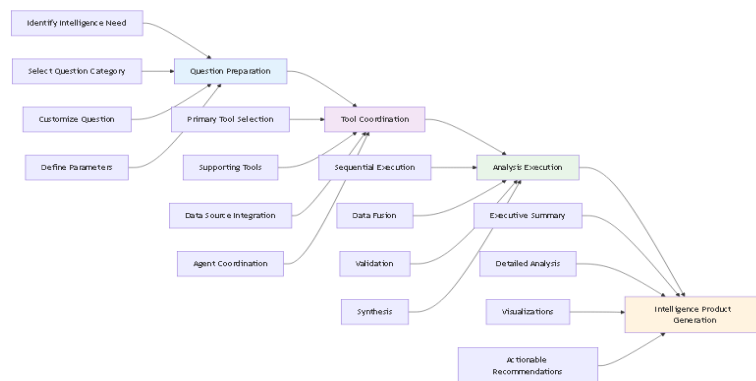 Identify Intelligence Need
Select Question Category
Question Preparation
Customize Question
Primary Tool Selection
Tool Coordination
Define Parameters
Supporting Tools
Sequential Execution
Analysis Execution
Data Source Integration
Data Fusion
Executive Summary
Agent Coordination
Validation
Detailed Analysis
Synthesis
Visualizations
Intelligence Product
Generation
Actionable
Recommendations